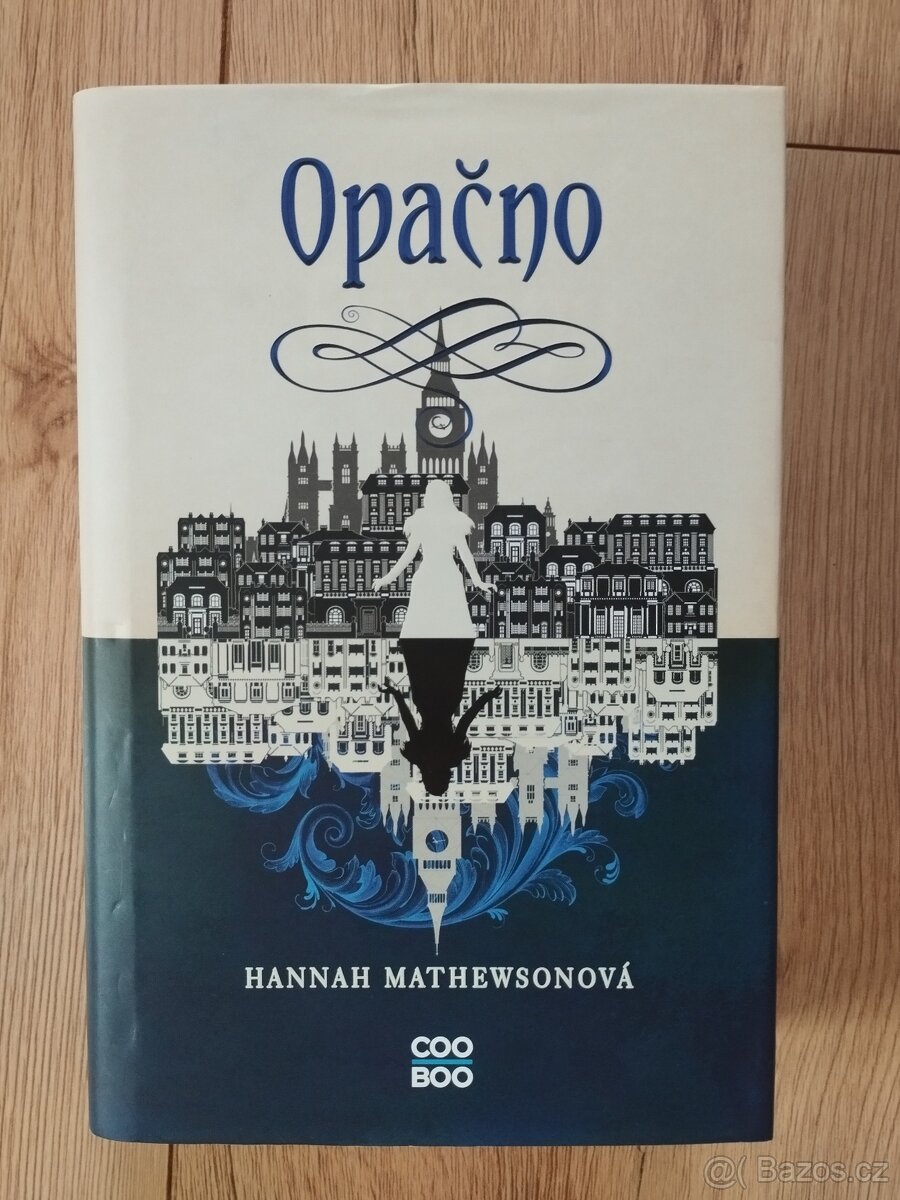 Opačno
HANNAH MATHEWSONOVÁ
COO
BOO
@( Bazos.cz